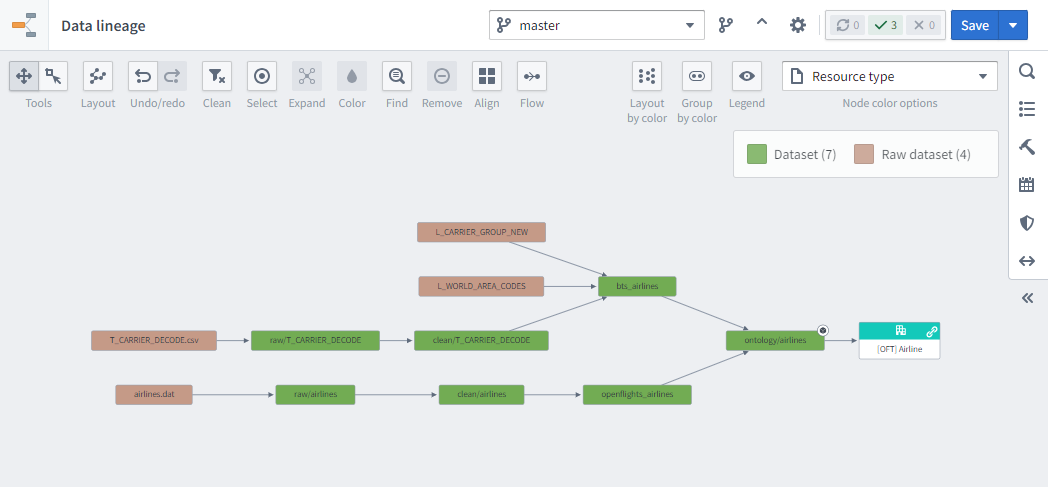 Data lineage
master
0
3
0
Save
Tools
Layout
Undo/redo
Clean
Select
Expand
Color
Find
Remove
Align
Flow
Layout
by color
Group
by color
Legend
Resource type
Node color options
Dataset (7)
Raw dataset (4)
L_CARRIER_GROUP_NEW
L_WORLD_AREA_CODES
bts_airlines
T_CARRIER_DECODE.csv
raw/T_CARRIER_DECODE
clean/T_CARRIER_DECODE
ontology/airlines
[OFT] Airline
airlines.dat
raw/airlines
clean/airlines
openflights_airlines